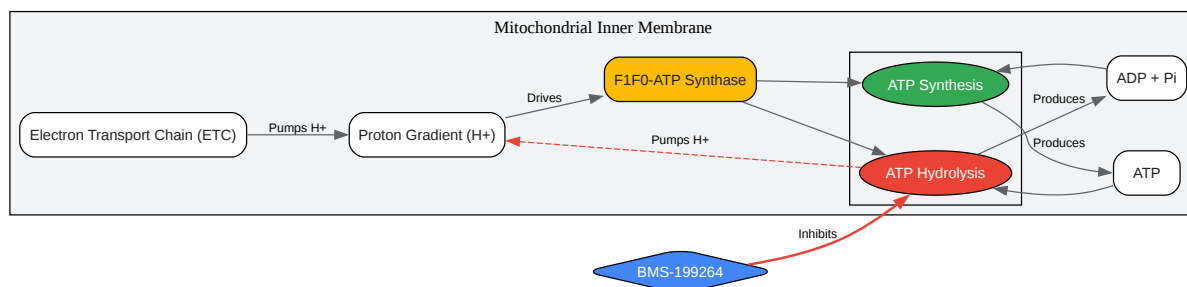 Mitochondrial Inner Membrane
Electron Transport Chain (ETC)
Pumps H+
Proton Gradient (H+)
Drives
F1F0-ATP Synthase
Pumps H+
ATP Synthesis
ATP Hydrolysis
Produces
Produces
ADP + Pi
ATP
Inhibits
BMS-199264